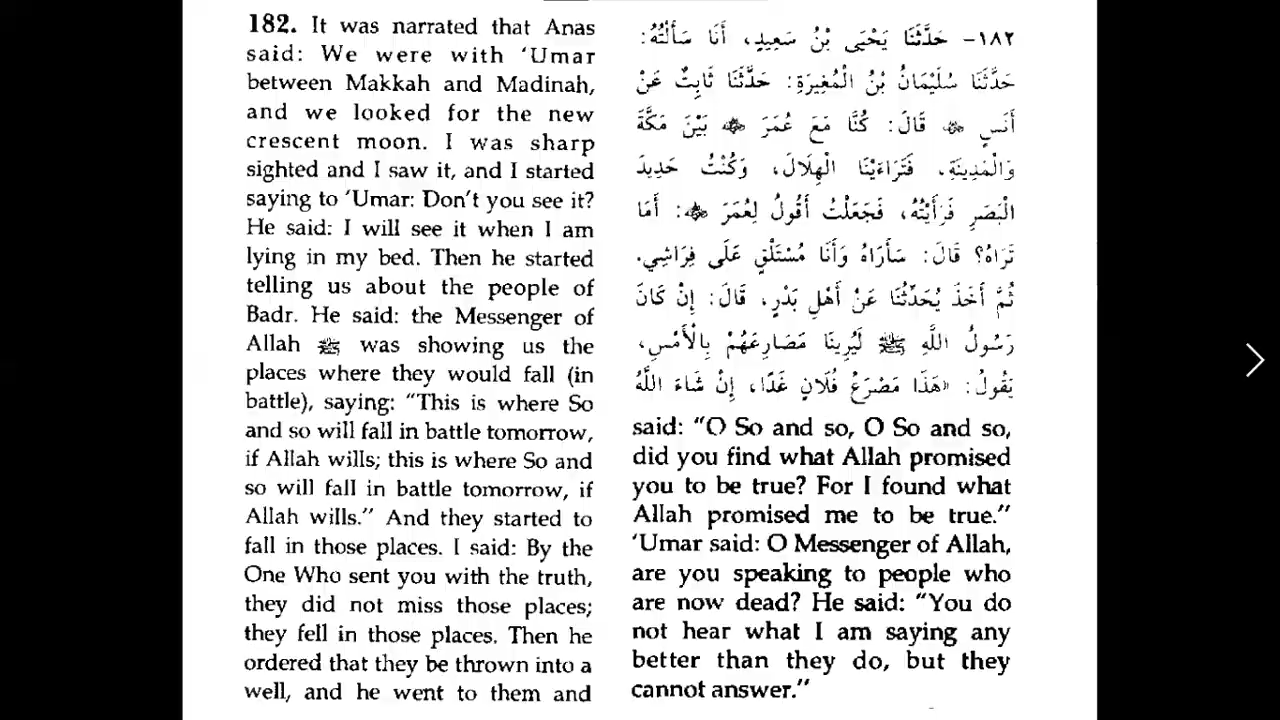 182. It was narrated that Anas
said: We were with ‘Umar
between Makkah and Madinah,
and we looked for the new
crescent moon. I was sharp
sighted and I saw it, and I started
saying to ‘Umar: Don’t you see it?
He said: I will see it when I am
lying in my bed. Then he started
telling us about the people of
Badr. He said: the Messenger of
Allah ﷺ was showing us the
places where they would fall (in
battle), saying: “This is where So
and so will fall in battle tomorrow,
if Allah wills; this is where So and
so will fall in battle tomorrow, if
Allah wills.” And they started to
fall in those places. I said: By the
One Who sent you with the truth,
they did not miss those places;
they fell in those places. Then he
ordered that they be thrown into a
well, and he went to them and
١٨٢- حَدَّثَنَا يَحْيَى بْنُ سَعِيدٍ، أَنَا سَأَلْتُهُ:
حَدَّثَنَا سُلَيْمَانُ بْنُ الْمُغِيرَةِ: حَدَّثَنَا ثَابِتٌ عَنْ
أَنَسٍ قَالَ: كُنَّا مَعَ عُمَرَ بَيْنَ مَكَّةَ
وَالْمَدِينَةِ، فَتَرَاءَيْنَا الْهِلَالَ، وَكُنْتُ حَدِيدَ
الْبَصَرِ فَرَأَيْتُهُ، فَجَعَلْتُ أَقُولُ لِعُمَرَ : أَمَا
تَرَاهُ؟ قَالَ: سَأَرَاهُ وَأَنَا مُسْتَلْقٍ عَلَى فِرَاشِي.
ثُمَّ أَخَذَ يُحَدِّثُنَا عَنْ أَهْلِ بَدْرٍ، قَالَ: إِنْ كَانَ
رَسُولُ اللَّهِ ﷺ لَيُرِينَا مَصَارِعَهُمْ بِالْأَمْسِ،
يَقُولُ: «هَذَا مَصْرَعُ فُلَانٍ غَدًا، إِنْ شَاءَ اللَّهُ
said: “O So and so, O So and so,
did you find what Allah promised
you to be true? For I found what
Allah promised me to be true.”
‘Umar said: O Messenger of Allah,
are you speaking to people who
are now dead? He said: “You do
not hear what I am saying any
better than they do, but they
cannot answer.”